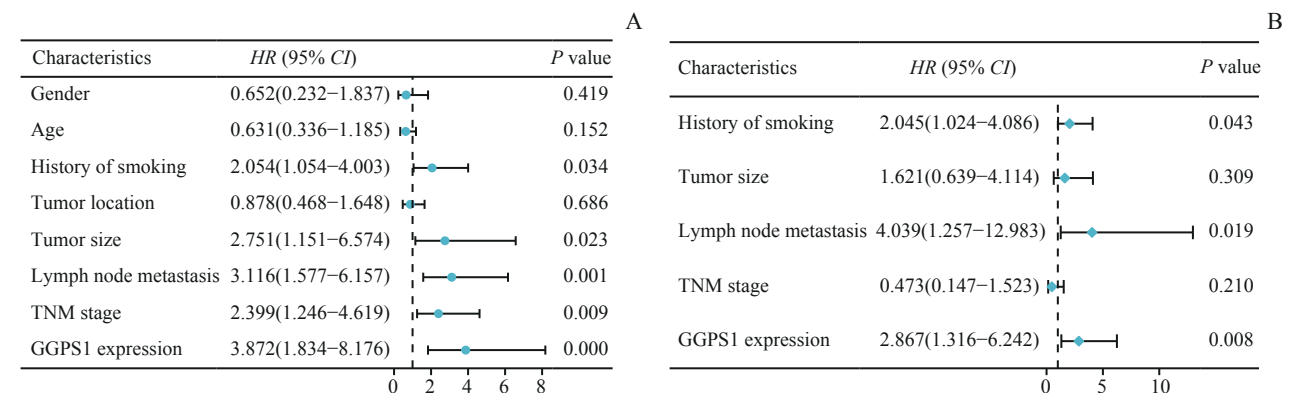 A
Characteristics HR (95% CI) P value
Gender 0.652(0.232−1.837) 0.419
Age 0.631(0.336−1.185) 0.152
History of smoking 2.054(1.054−4.003) 0.034
Tumor location 0.878(0.468−1.648) 0.686
Tumor size 2.751(1.151−6.574) 0.023
Lymph node metastasis 3.116(1.577−6.157) 0.001
TNM stage 2.399(1.246−4.619) 0.009
GGPS1 expression 3.872(1.834−8.176) 0.000
0 2 4 6 8
B
Characteristics HR (95% CI) P value
History of smoking 2.045(1.024−4.086) 0.043
Tumor size 1.621(0.639−4.114) 0.309
Lymph node metastasis 4.039(1.257−12.983) 0.019
TNM stage 0.473(0.147−1.523) 0.210
GGPS1 expression 2.867(1.316−6.242) 0.008
0 5 10